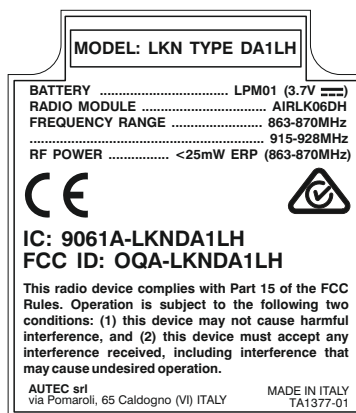 MODEL: LKN TYPE DA1LH
BATTERY ................................ LPM01 (3.7V ⎓)
RADIO MODULE ................................ AIRLK06DH
FREQUENCY RANGE ....................... 863-870MHz
........................................................... 915-928MHz
RF POWER ................ <25mW ERP (863-870MHz)
CE
IC: 9061A-LKNDA1LH
FCC ID: OQA-LKNDA1LH
This radio device complies with Part 15 of the FCC
Rules. Operation is subject to the following two
conditions: (1) this device may not cause harmful
interference, and (2) this device must accept any
interference received, including interference that
may cause undesired operation.
AUTEC srl
via Pomaroli, 65 Caldogno (VI) ITALY
MADE IN ITALY
TA1377-01